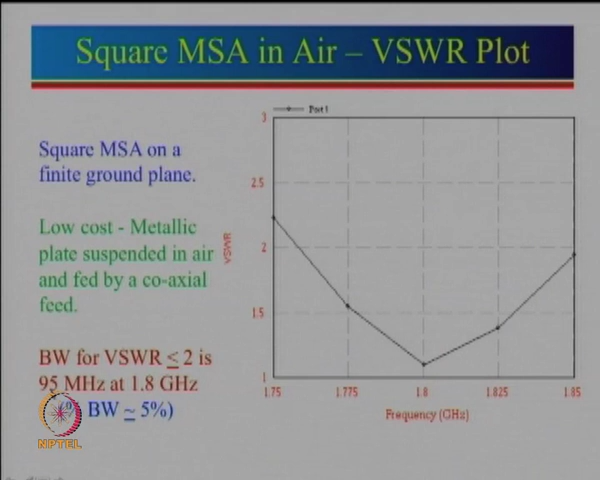 Square MSA in Air – VSWR Plot
Square MSA on a
finite ground plane.
Low cost - Metallic
plate suspended in air
and fed by a co-axial
feed.
BW for VSWR ≤ 2 is
95 MHz at 1.8 GHz
BW ~ 5%)
NPTEL
Port 1
3
2.5
2
1.5
1
VSWR
1.75 1.775 1.8 1.825 1.85
Frequency (GHz)